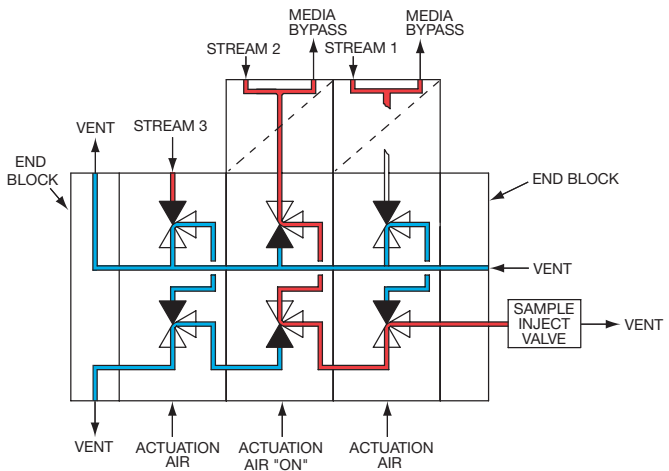 MEDIA
BYPASS
MEDIA
BYPASS
STREAM 2
STREAM 1
VENT
STREAM 3
END
BLOCK
END BLOCK
VENT
SAMPLE
INJECT
VALVE
VENT
VENT
ACTUATION
AIR
ACTUATION
AIR "ON"
ACTUATION
AIR